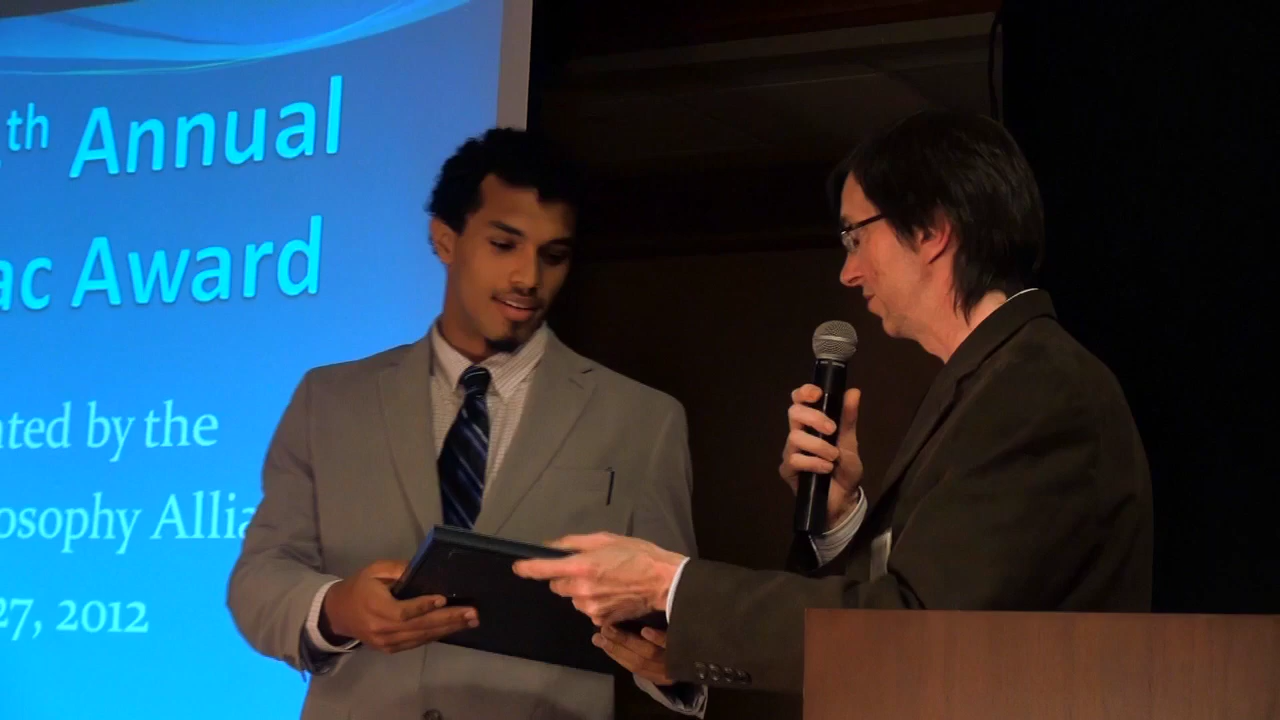 th Annual
ac Award
ated by the
osophy Allia
27, 2012